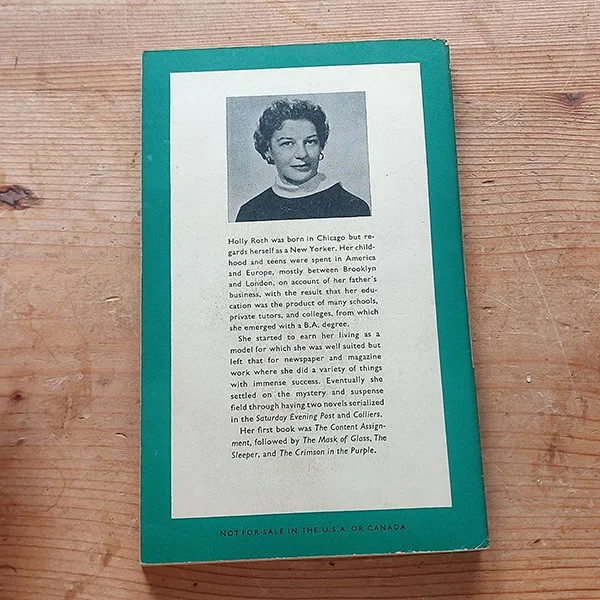 Holly Roth was born in Chicago but re-
gards herself as a New Yorker. Her child-
hood and teens were spent in America
and Europe, mostly between Brooklyn
and London, on account of her father's
business, with the result that her edu-
cation was the product of many schools,
private tutors, and colleges, from which
she emerged with a B.A. degree.
She started to earn her living as a
model for which she was well suited but
left that for newspaper and magazine
work where she did a variety of things
with immense success. Eventually she
settled on the mystery and suspense
field through having two novels serialized
in the Saturday Evening Post and Colliers.
Her first book was The Content Assign-
ment, followed by The Mask of Glass, The
Sleeper, and The Crimson in the Purple.
NOT FOR SALE IN THE U.S.A. OR CANADA